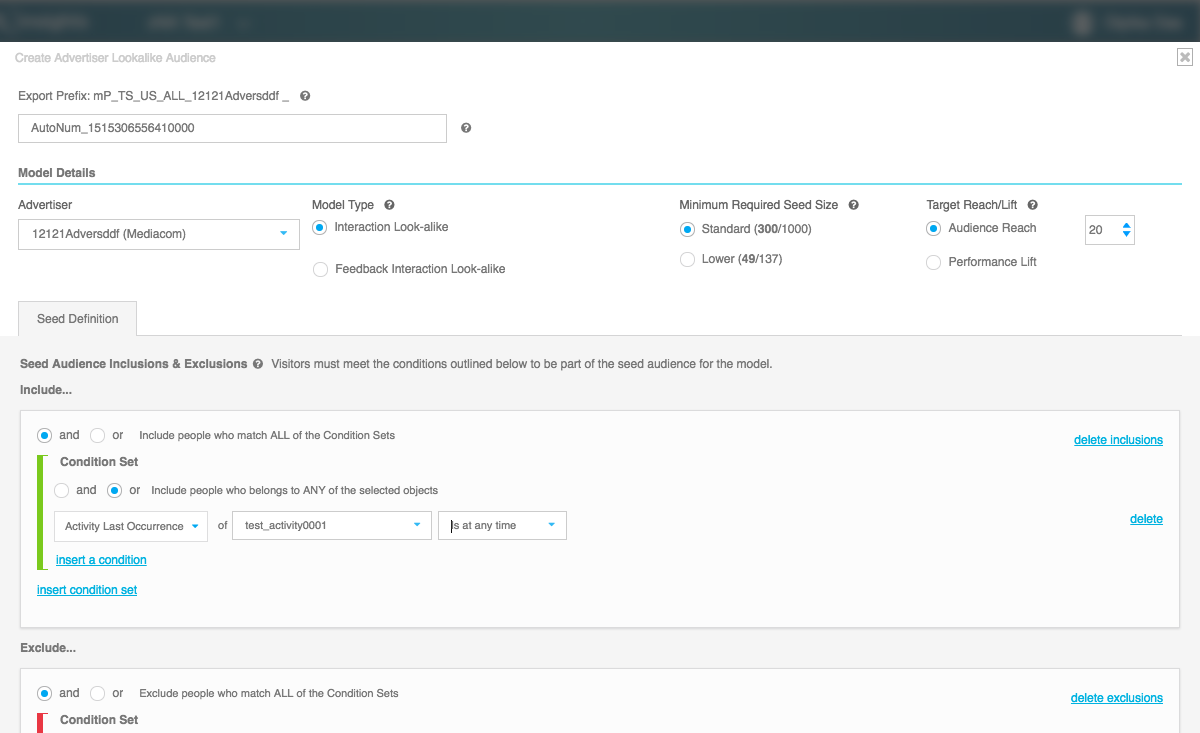 Create Advertiser Lookalike Audience
Export Prefix: mP_TS_US_ALL_12121Adversddf _
AutoNum_1515306556410000
Model Details
Advertiser Model Type Minimum Required Seed Size Target Reach/Lift
12121Adversddf (Mediacom) Interaction Look-alike Standard (300/1000) Audience Reach 20
Feedback Interaction Look-alike Lower (49/137) Performance Lift
Seed Definition
Seed Audience Inclusions & Exclusions Visitors must meet the conditions outlined below to be part of the seed audience for the model.
Include...
and or Include people who match ALL of the Condition Sets delete inclusions
Condition Set
and or Include people who belongs to ANY of the selected objects
Activity Last Occurrence of test_activity0001 Is at any time delete
insert a condition
insert condition set
Exclude...
and or Exclude people who match ALL of the Condition Sets delete exclusions
Condition Set